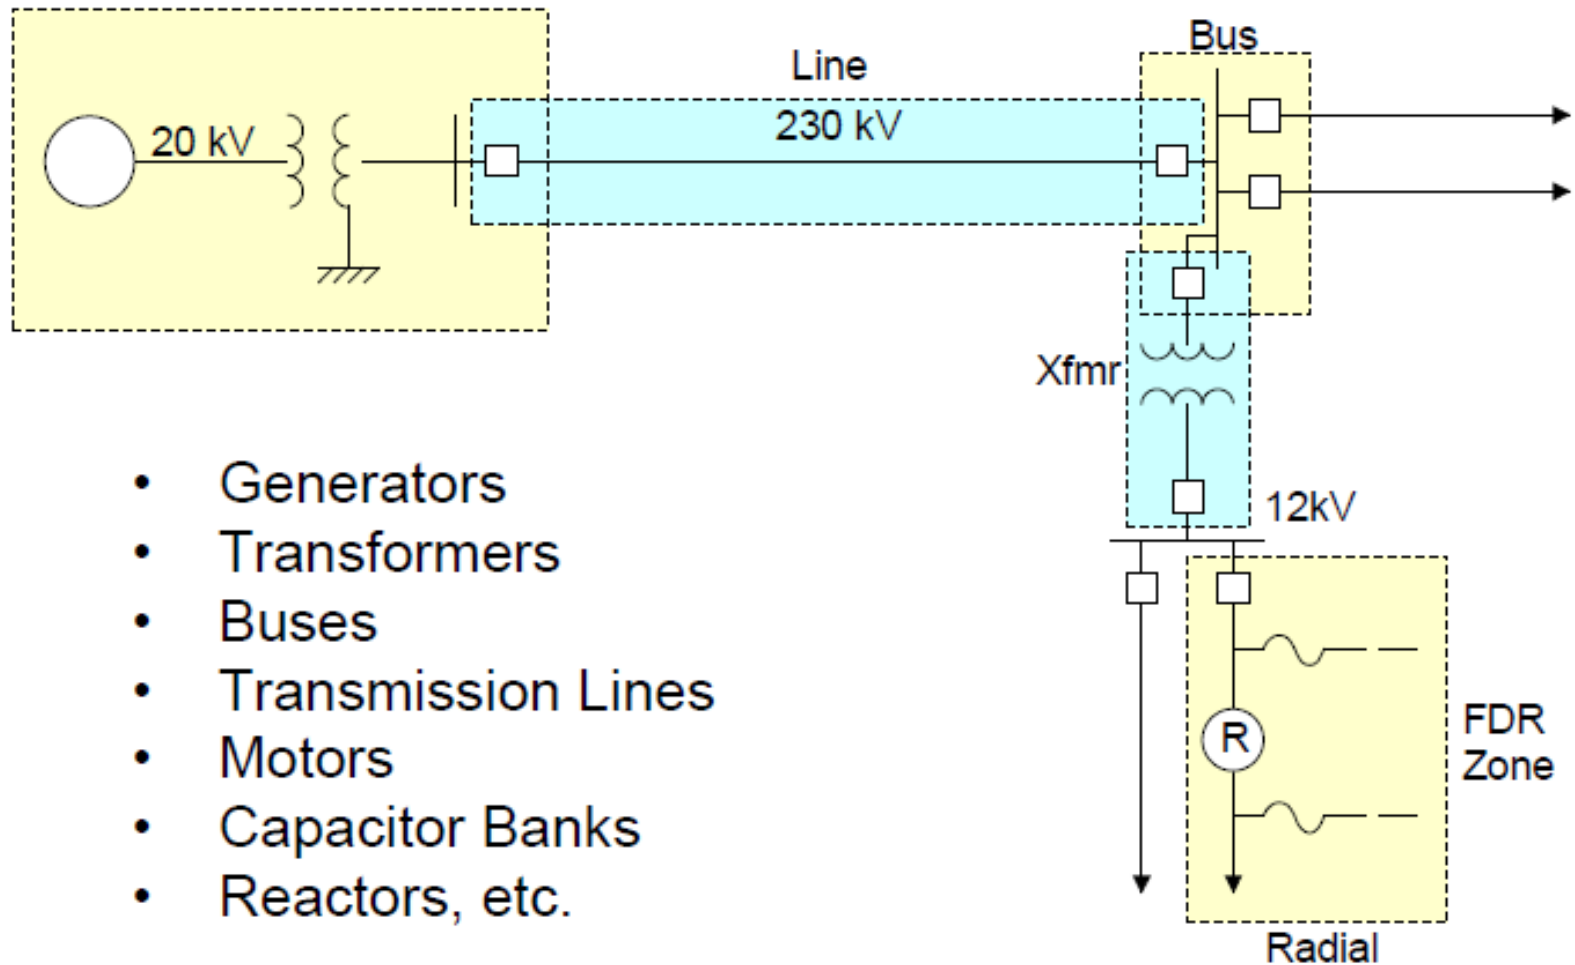 Bus
Line
20 kV
230 kV
Xfmr
12kV
• Generators
• Transformers
• Buses
• Transmission Lines
• Motors
• Capacitor Banks
• Reactors, etc.
R
FDR
Zone
Radial